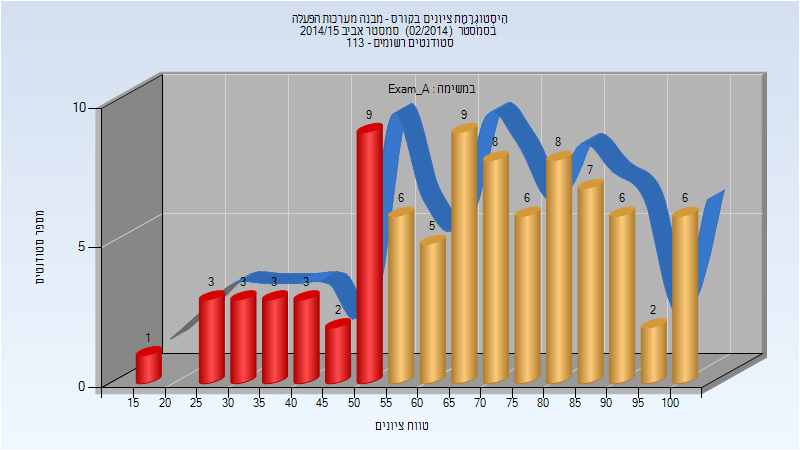 היסטוגרמת ציונים בקורס - מבנה מערכות הפעלה
בסמסטר (02/2014) סמסטר אביב 2014/15
סטודנטים רשומים - 113
במשימה : Exam_A
מספר סטודנטים
10
5
0
1
3
3
3
3
2
9
6
5
9
8
6
8
7
6
2
6
15 20 25 30 35 40 45 50 55 60 65 70 75 80 85 90 95 100
טווח ציונים